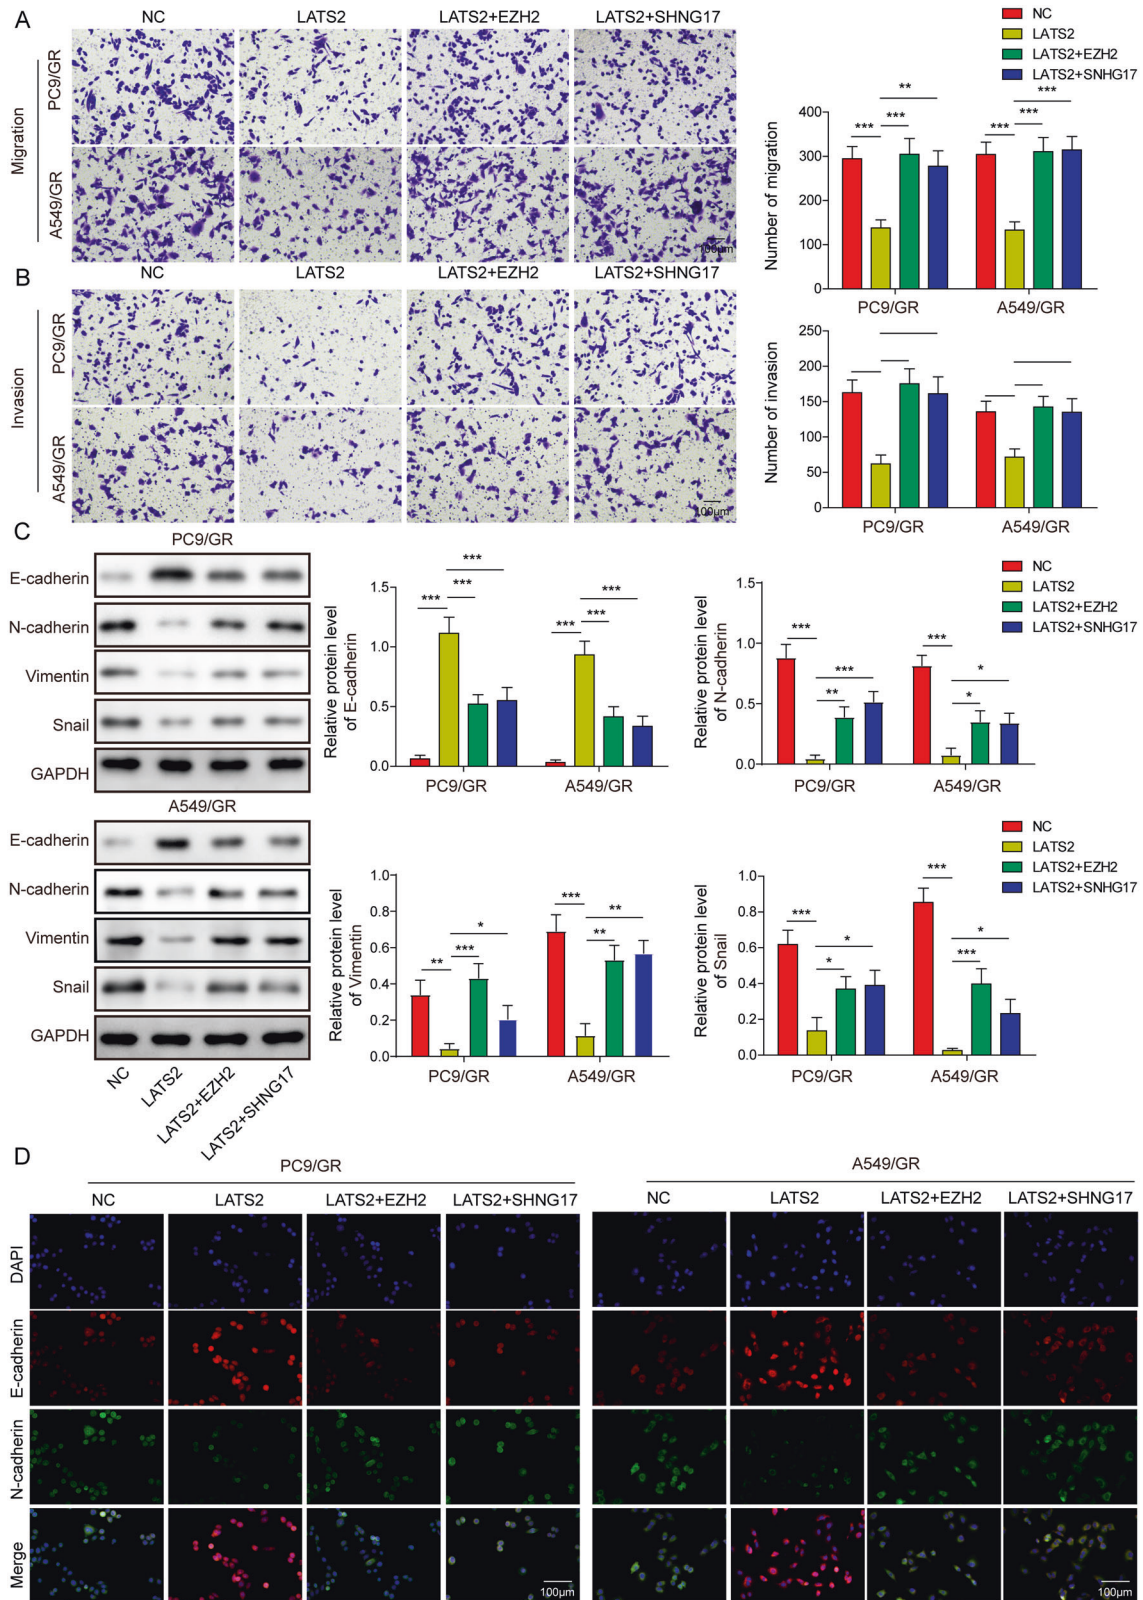 A
NC LATS2 LATS2+EZH2 LATS2+SHNG17
Migration
PC9/GR
A549/GR
100µm
NC
LATS2
LATS2+EZH2
LATS2+SNHG17
Number of migration
400
300
200
100
0
*** *** **
*** *** ***
PC9/GR A549/GR
B
NC LATS2 LATS2+EZH2 LATS2+SHNG17
Invasion
PC9/GR
A549/GR
100µm
Number of invasion
250
200
150
100
50
0
PC9/GR A549/GR
C
PC9/GR
E-cadherin
N-cadherin
Vimentin
Snail
GAPDH
A549/GR
E-cadherin
N-cadherin
Vimentin
Snail
GAPDH
NC LATS2 LATS2+EZH2 LATS2+SHNG17
Relative protein level
of E-cadherin
1.5
1.0
0.5
0.0
*** *** ***
*** *** ***
PC9/GR A549/GR
Relative protein level
of N-cadherin
1.5
1.0
0.5
0.0
*** ** ***
*** * *
PC9/GR A549/GR
NC
LATS2
LATS2+EZH2
LATS2+SNHG17
Relative protein level
of Vimentin
1.0
0.8
0.6
0.4
0.2
0.0
** *** *
*** ** **
PC9/GR A549/GR
Relative protein level
of Snail
1.0
0.8
0.6
0.4
0.2
0.0
*** * *
*** *** *
PC9/GR A549/GR
NC
LATS2
LATS2+EZH2
LATS2+SNHG17
D
PC9/GR A549/GR
NC LATS2 LATS2+EZH2 LATS2+SHNG17 NC LATS2 LATS2+EZH2 LATS2+SHNG17
DAPI
E-cadherin
N-cadherin
Merge
100µm 100µm